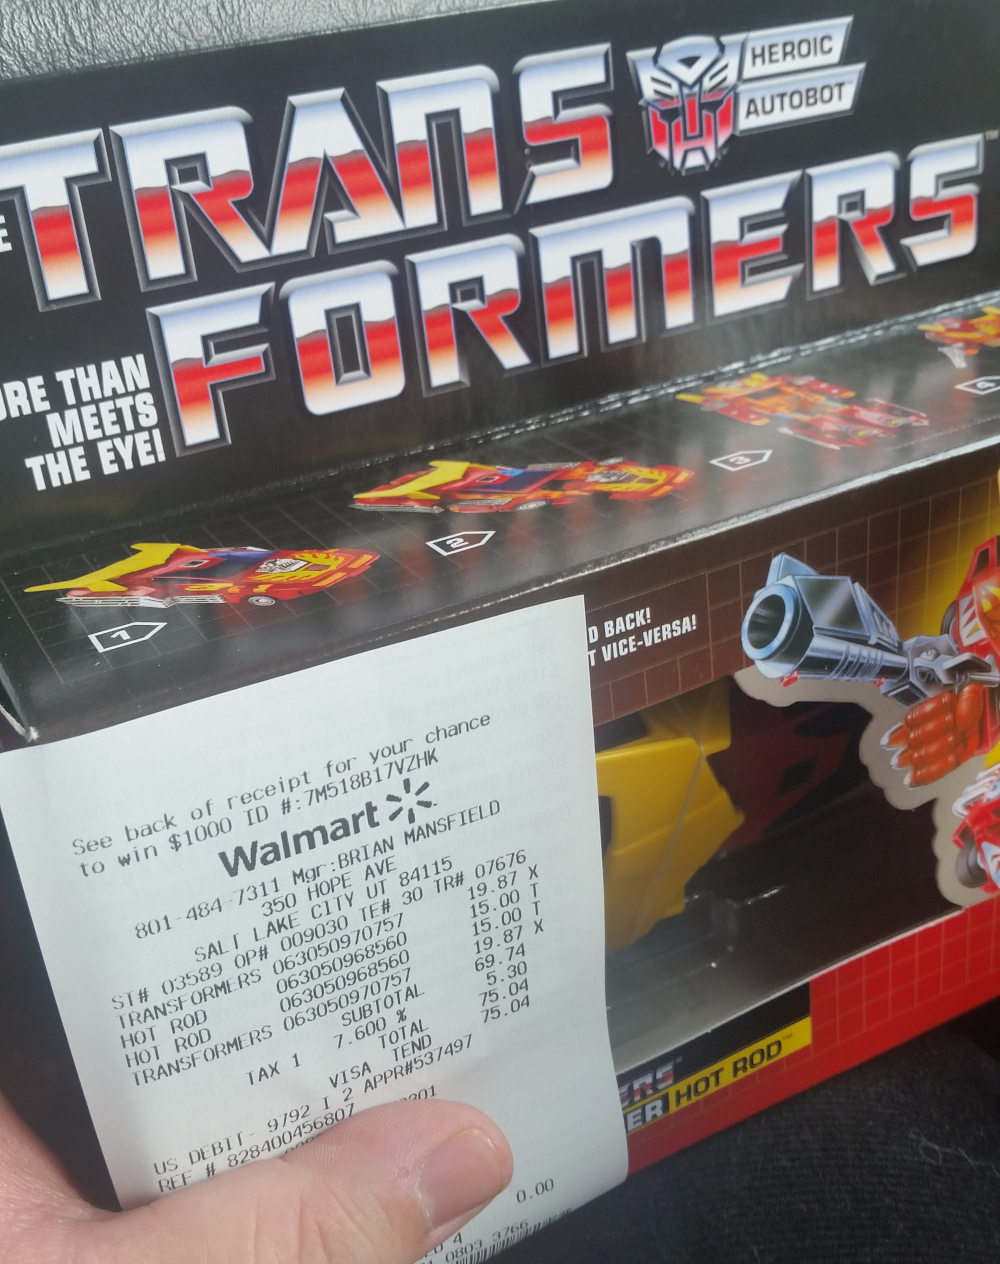 TRANS
HEROIC
AUTOBOT™
FORMERS™
THAN
MEETS
THE EYE!
1
2
3
4
BACK!
VICE-VERSA!
See back of receipt for your chance
to win $1000 ID #:7M518B17VZHK
Walmart
801-484-7311 Mgr:BRIAN MANSFIELD
350 HOPE AVE
SALT LAKE CITY UT 84115
ST# 03589 OP# 009030 TE# 30 TR# 07676
TRANSFORMERS 063050970757 19.87 X
HOT ROD 063050968560 15.00 T
HOT ROD 063050968560 15.00 T
TRANSFORMERS 063050970757 19.87 X
SUBTOTAL 69.74
TAX 1 7.600 % 5.30
TOTAL 75.04
VISA TEND 75.04
US DEBIT- 9792 I 2 APPR#537497
REF # 828400456807
0.00
HOT ROD™